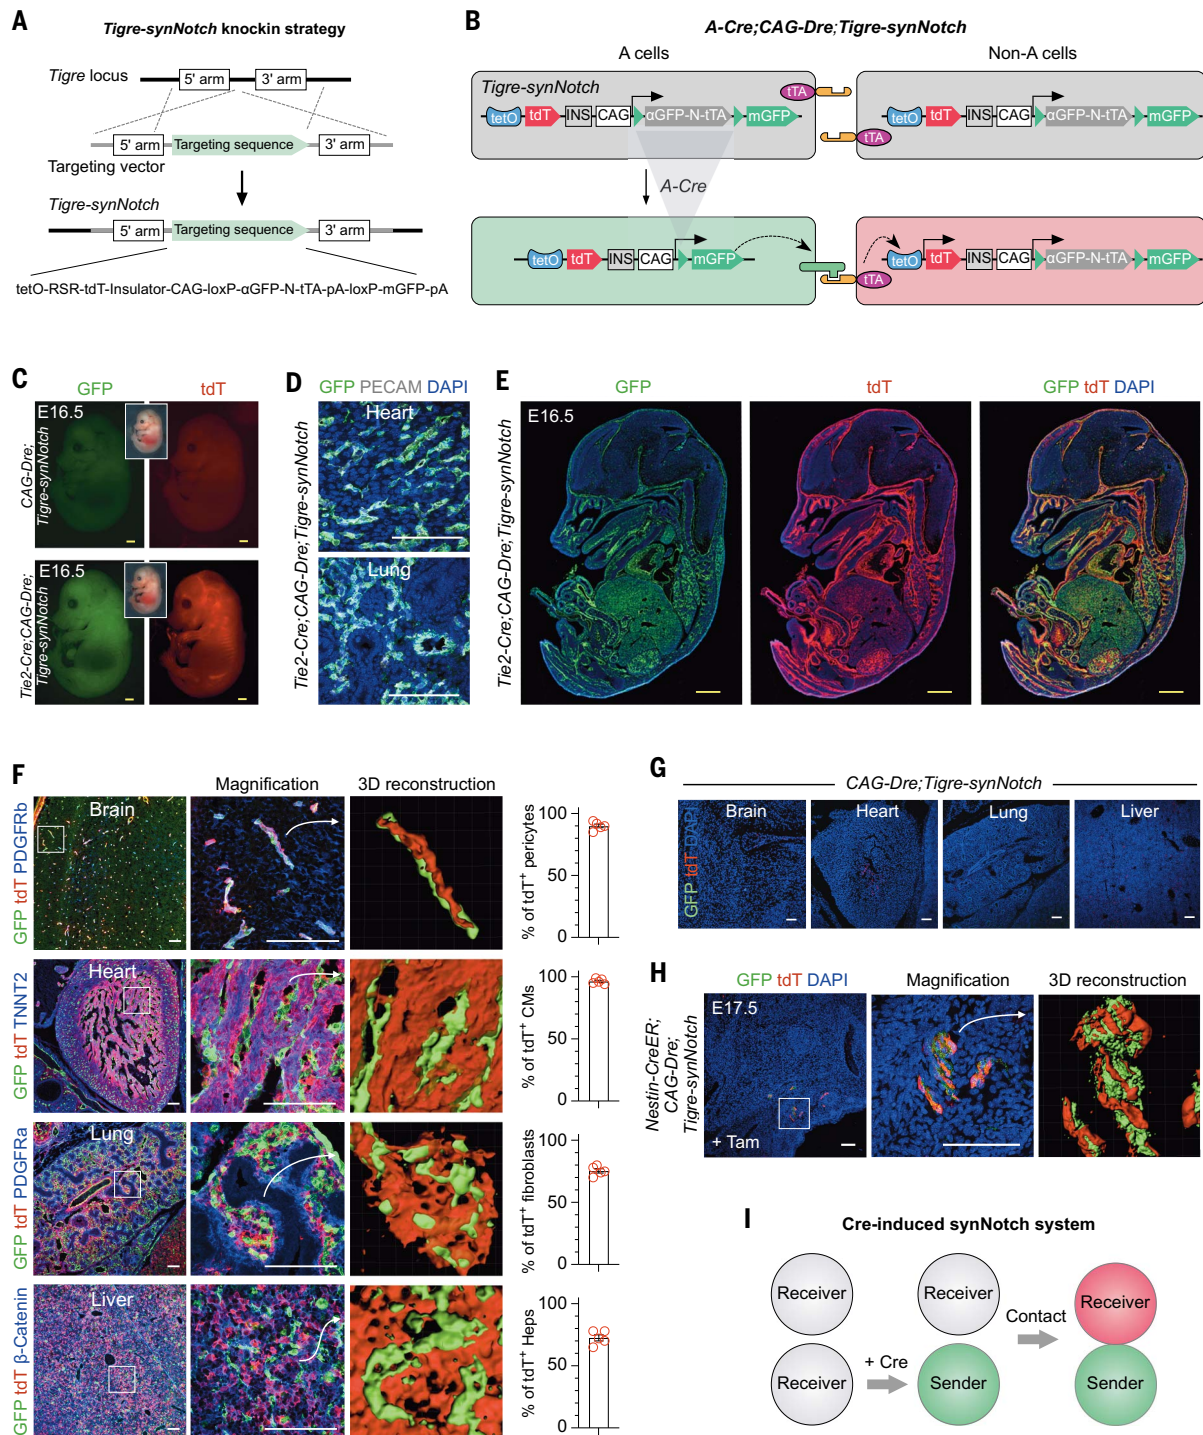 A
Tigre-synNotch knockin strategy
Tigre locus
5' arm
3' arm
5' arm
Targeting sequence
3' arm
Targeting vector
Tigre-synNotch
5' arm
Targeting sequence
3' arm
tetO-RSR-tdT-Insulator-CAG-loxP-αGFP-N-tTA-pA-loxP-mGFP-pA
B
A-Cre;CAG-Dre;Tigre-synNotch
A cells
Non-A cells
Tigre-synNotch
tTA
tetO
tdT
INS
CAG
αGFP-N-tTA
mGFP
tTA
tetO
tdT
INS
CAG
αGFP-N-tTA
mGFP
A-Cre
tetO
tdT
INS
CAG
mGFP
tTA
tetO
tdT
INS
CAG
αGFP-N-tTA
mGFP
C
GFP
tdT
CAG-Dre;
Tigre-synNotch
E16.5
Tie2-Cre;CAG-Dre;
Tigre-synNotch
E16.5
D
GFP PECAM DAPI
Tie2-Cre;CAG-Dre;Tigre-synNotch
Heart
Lung
E
GFP
tdT
GFP tdT DAPI
Tie2-Cre;CAG-Dre;Tigre-synNotch
E16.5
F
Magnification
3D reconstruction
GFP tdT PDGFRb
Brain
% of tdT+ pericytes
100
50
0
GFP tdT TNNT2
Heart
% of tdT+ CMs
100
50
0
GFP tdT PDGFRa
Lung
% of tdT+ fibroblasts
100
50
0
GFP tdT β-Catenin
Liver
% of tdT+ Heps
100
50
0
G
CAG-Dre;Tigre-synNotch
GFP tdT DAPI
Brain
Heart
Lung
Liver
H
GFP tdT DAPI
Magnification
3D reconstruction
Nestin-CreER;
CAG-Dre;
Tigre-synNotch
E17.5
+ Tam
I
Cre-induced synNotch system
Receiver
Receiver
Receiver
Contact
Receiver
+ Cre
Sender
Sender